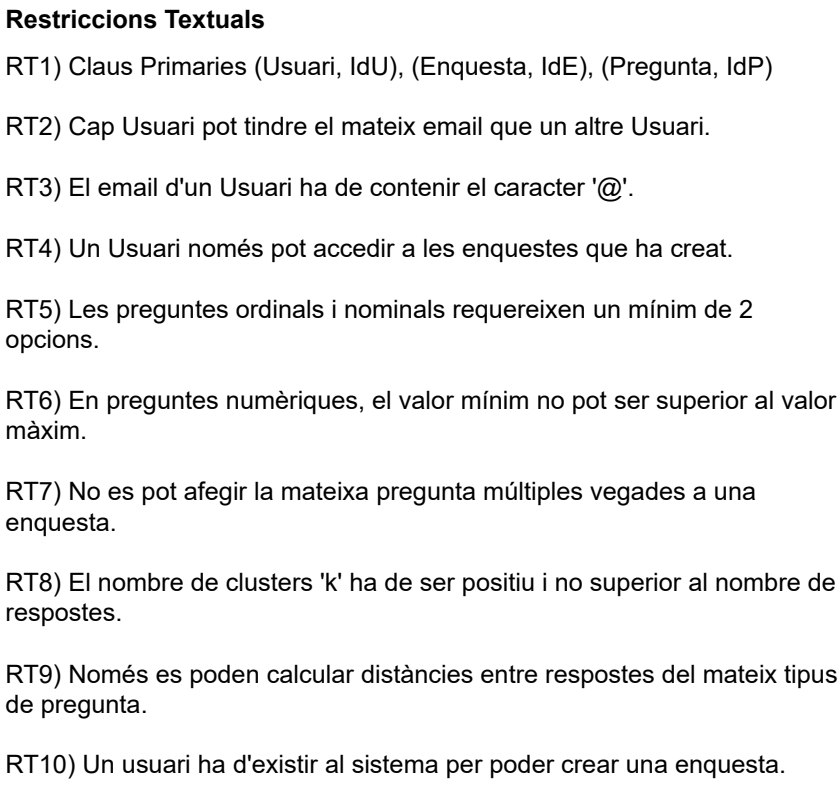 Restriccions Textuals
RT1) Claus Primaries (Usuari, IdU), (Enquesta, IdE), (Pregunta, IdP)
RT2) Cap Usuari pot tindre el mateix email que un altre Usuari.
RT3) El email d'un Usuari ha de contenir el caracter '@'.
RT4) Un Usuari només pot accedir a les enquestes que ha creat.
RT5) Les preguntes ordinals i nominals requereixen un mínim de 2
opcions.
RT6) En preguntes numèriques, el valor mínim no pot ser superior al valor
màxim.
RT7) No es pot afegir la mateixa pregunta múltiples vegades a una
enquesta.
RT8) El nombre de clusters 'k' ha de ser positiu i no superior al nombre de
respostes.
RT9) Només es poden calcular distàncies entre respostes del mateix tipus
de pregunta.
RT10) Un usuari ha d'existir al sistema per poder crear una enquesta.